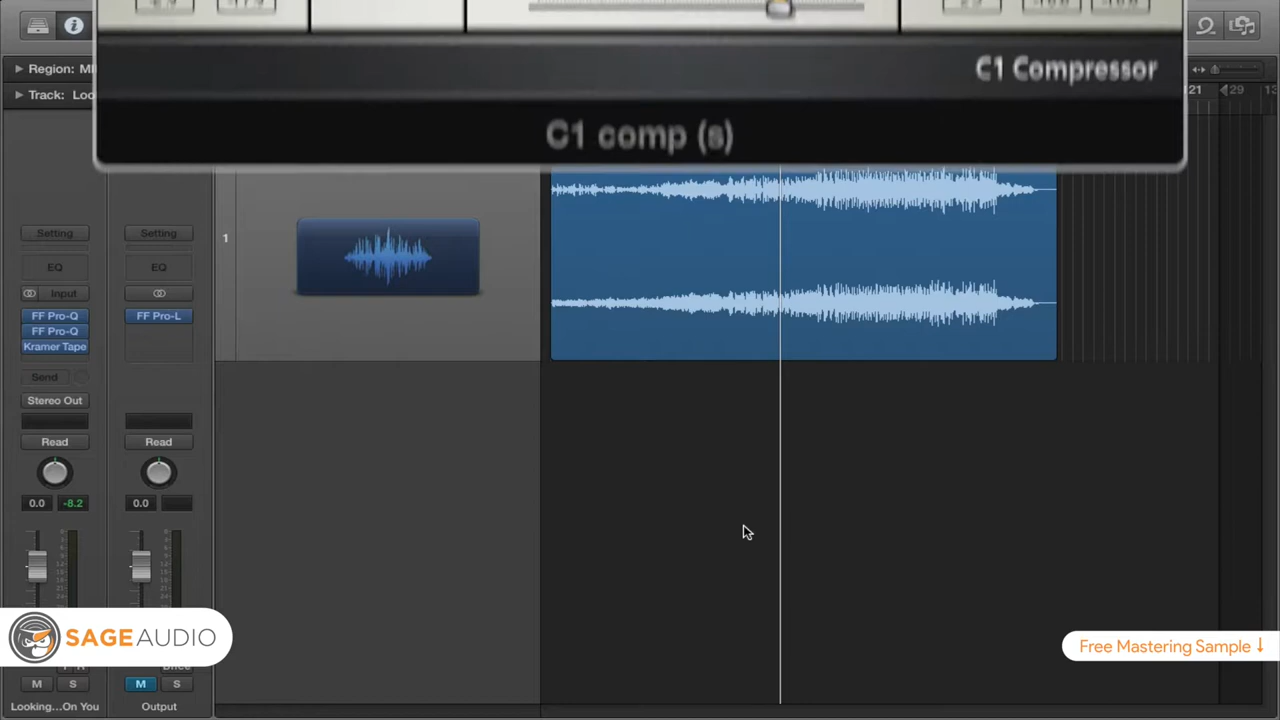 C1 Compressor
C1 comp (s)
Region: MI
Track: Loo
21
29
13
1
Setting
Setting
EQ
EQ
Input
FF Pro-Q
FF Pro-L
FF Pro-Q
Kramer Tape
Send
Stereo Out
Read
Read
0.0
-8.2
0.0
SAGEAUDIO
Free Mastering Sample ↓
M
S
M
S
Looking...On You
Output